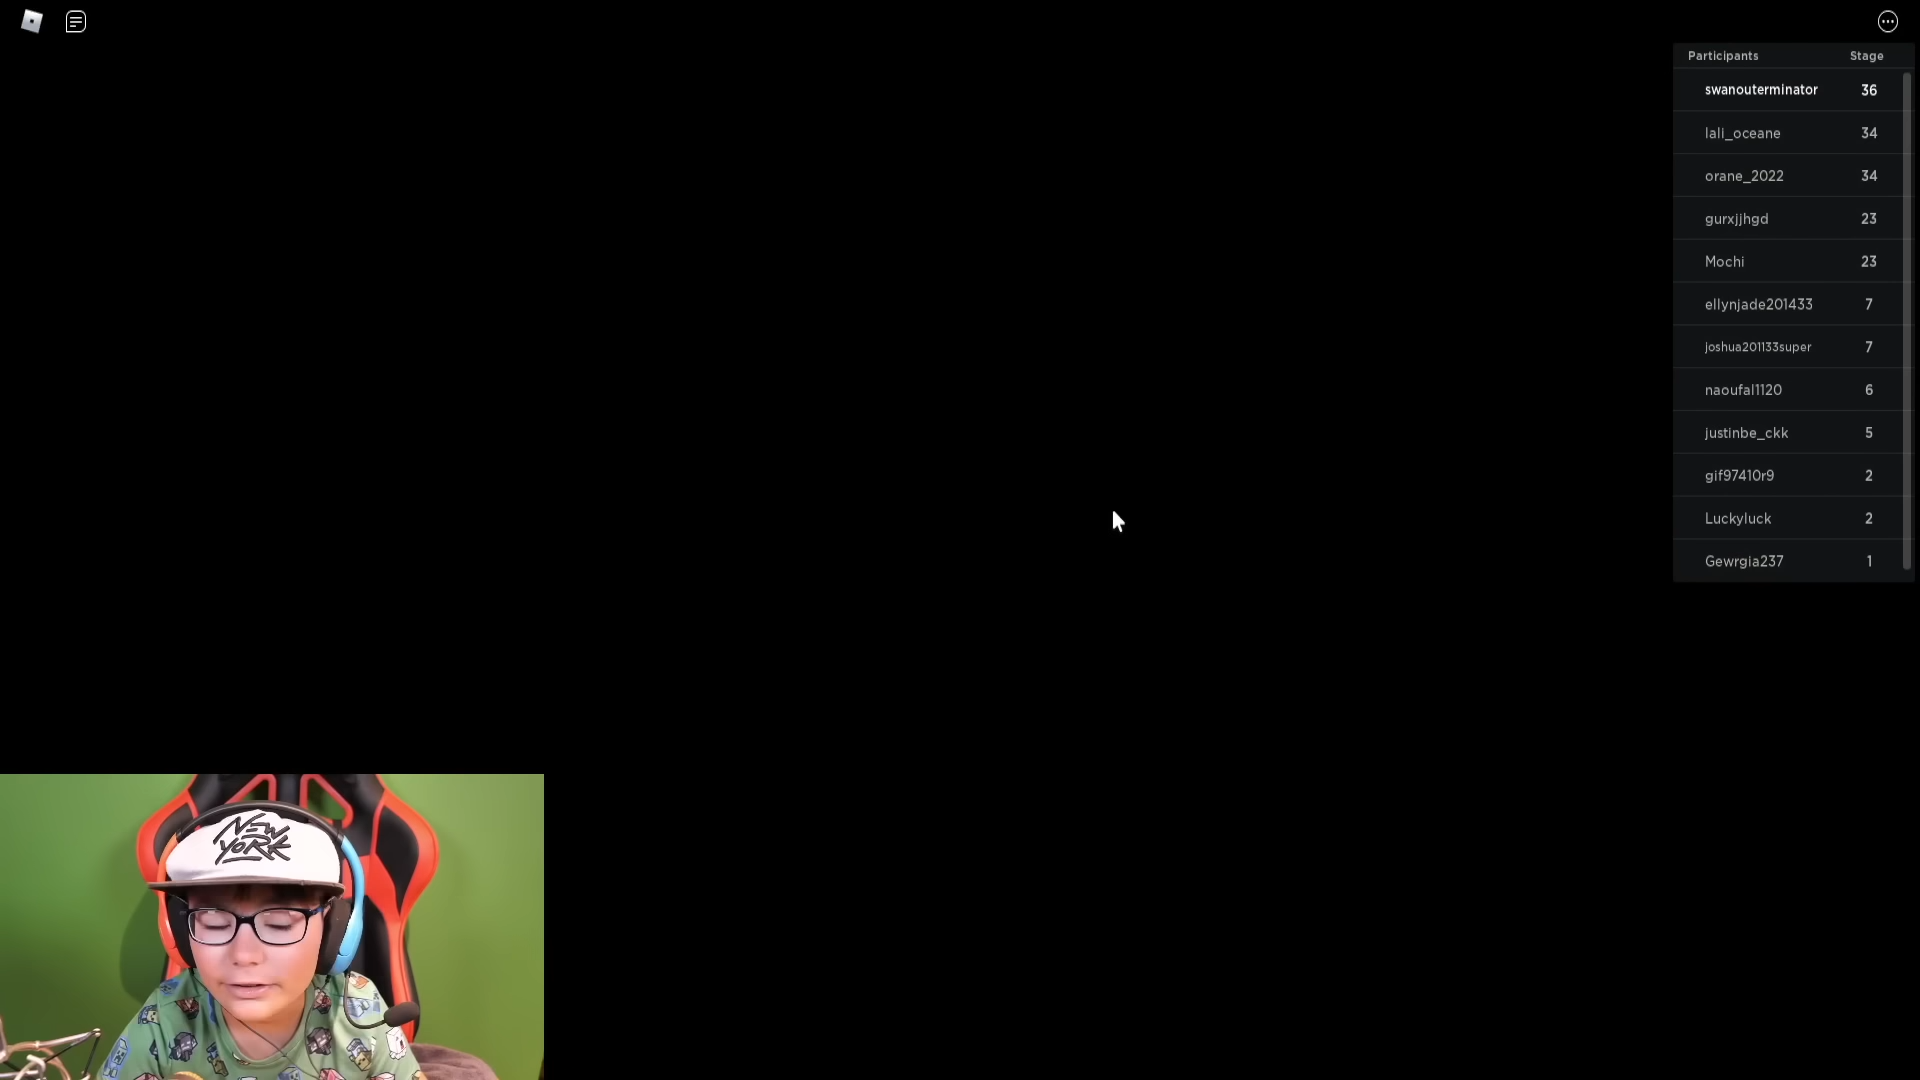 Participants Stage
swanouterminator 36
lali_oceane 34
orane_2022 34
gurxjjhgd 23
Mochi 23
ellynjade201433 7
joshua201133super 7
naoufal1120 6
justinbe_ckk 5
gif97410r9 2
Luckyluck 2
Gewrgia237 1
NEW
YORK